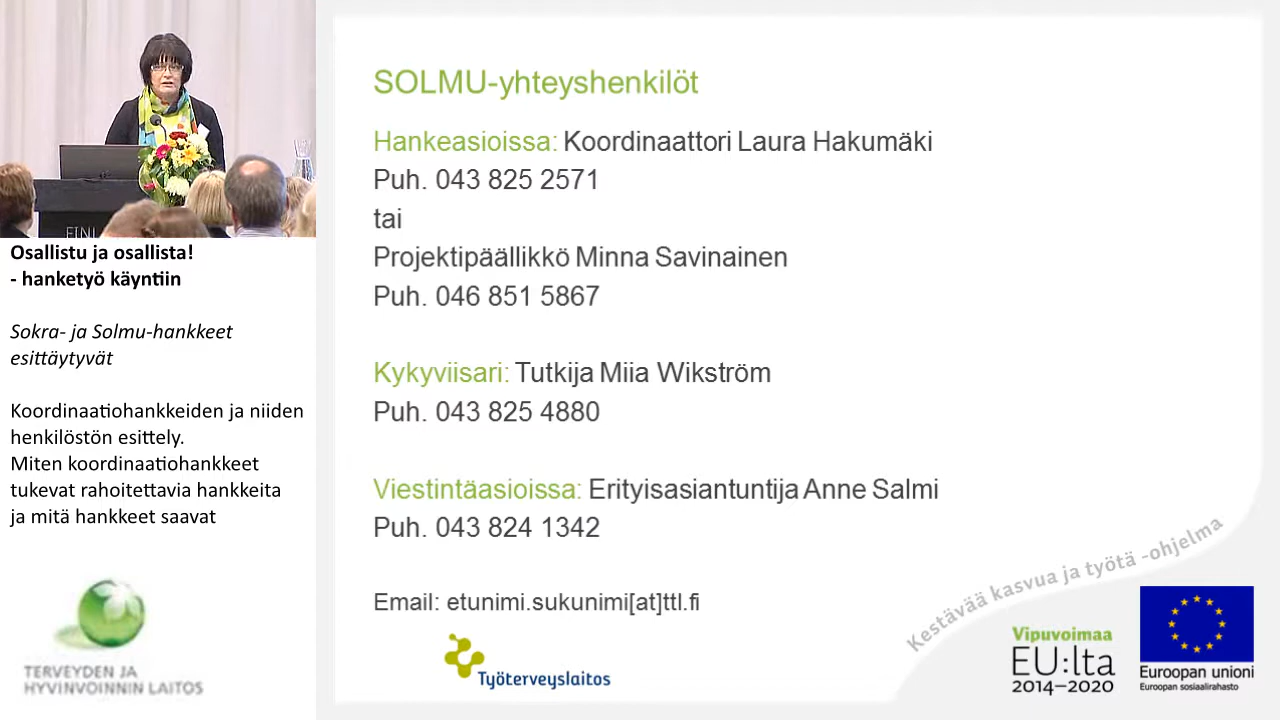 FINL
Osallistu ja osallista!
- hanketyö käyntiin
Sokra- ja Solmu-hankkeet
esittäytyvät
Koordinaatiohankkeiden ja niiden
henkilöstön esittely.
Miten koordinaatiohankkeet
tukevat rahoitettavia hankkeita
ja mitä hankkeet saavat
TERVEYDEN JA
HYVINVOINNIN LAITOS
SOLMU-yhteyshenkilöt
Hankeasioissa: Koordinaattori Laura Hakumäki
Puh. 043 825 2571
tai
Projektipäällikkö Minna Savinainen
Puh. 046 851 5867
Kykyviisari: Tutkija Miia Wikström
Puh. 043 825 4880
Viestintäasioissa: Erityisasiantuntija Anne Salmi
Puh. 043 824 1342
Email: etunimi.sukunimi[at]ttl.fi
Työterveyslaitos
Kestävää kasvua ja työtä -ohjelma
Vipuvoimaa
EU:lta
2014–2020
Euroopan unioni
Euroopan sosiaalirahasto